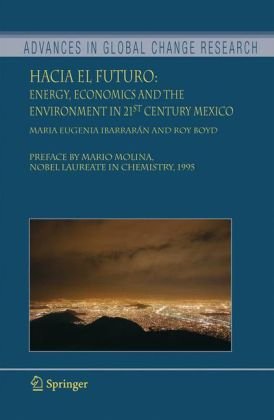 ADVANCES IN GLOBAL CHANGE RESEARCH
HACIA EL FUTURO:
ENERGY, ECONOMICS AND THE
ENVIRONMENT IN 21ST CENTURY MEXICO
MARIA EUGENIA IBARRARÁN AND ROY BOYD
PREFACE BY MARIO MOLINA,
NOBEL LAUREATE IN CHEMISTRY, 1995
Springer